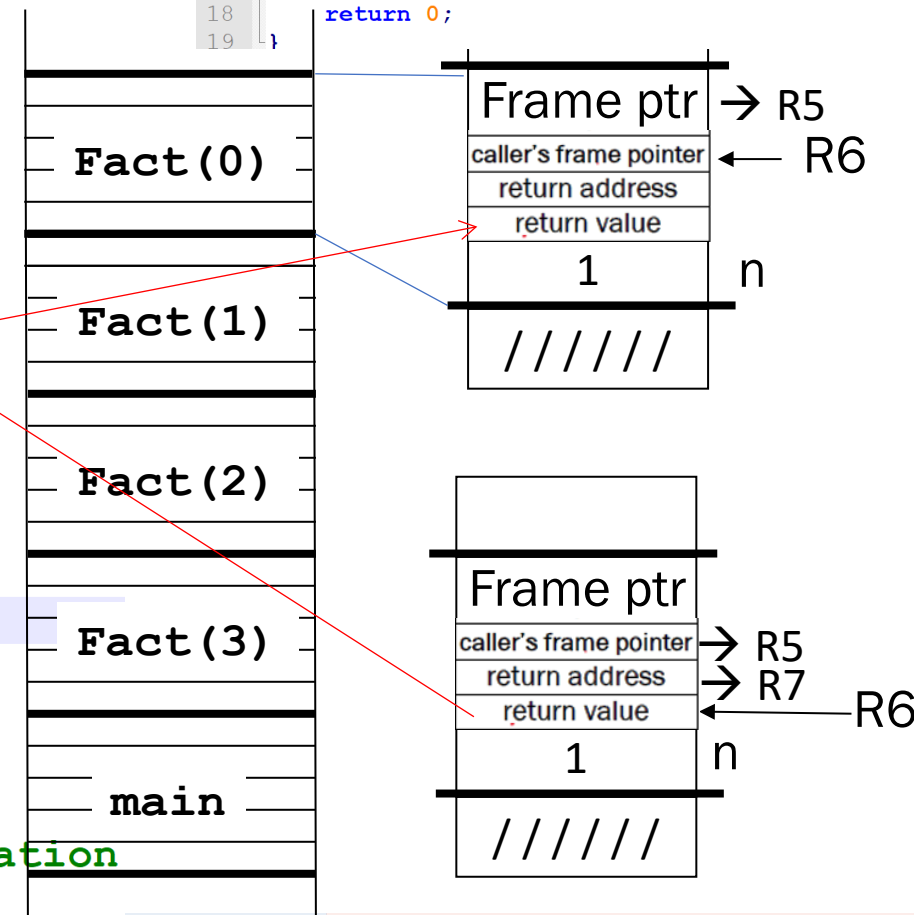 18 return 0;
19 }
Frame ptr → R5
Fact(0)
caller's frame pointer
R6
return address
return value
1 n
Fact(1)
//////
Fact(2)
Frame ptr
Fact(3)
caller's frame pointer → R5
return address → R7
return value
R6
1 n
main
//////
ation